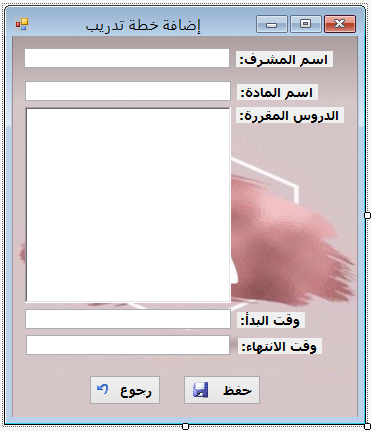 إضافة خطة تدريب
اسم المشرف:
اسم المادة:
الدروس المقررة:
وقت البدأ:
وقت الانتهاء:
حفظ
رجوع